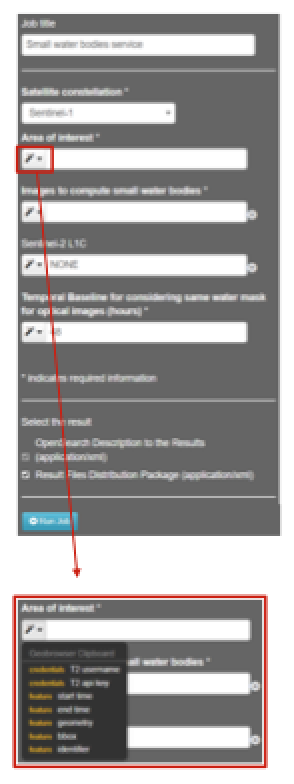 Job title
Small water bodies service
Satellite constellation *
Sentinel-1
Area of interest *
Images to compute small water bodies *
Sentinel-2 L1C
NONE
Temporal Baseline for considering same water mask
for optical images (hours) *
48
* Indicates required information
Select the result
OpenSearch Description to the Results
(application/xml)
Result Files Distribution Package (application/xml)
Run Job
Area of interest *
Geobrowser Clipboard
all water bodies *
credentials T2 username
credentials T2 api key
feature start time
feature end time
feature geometry
feature bbox
feature identifier